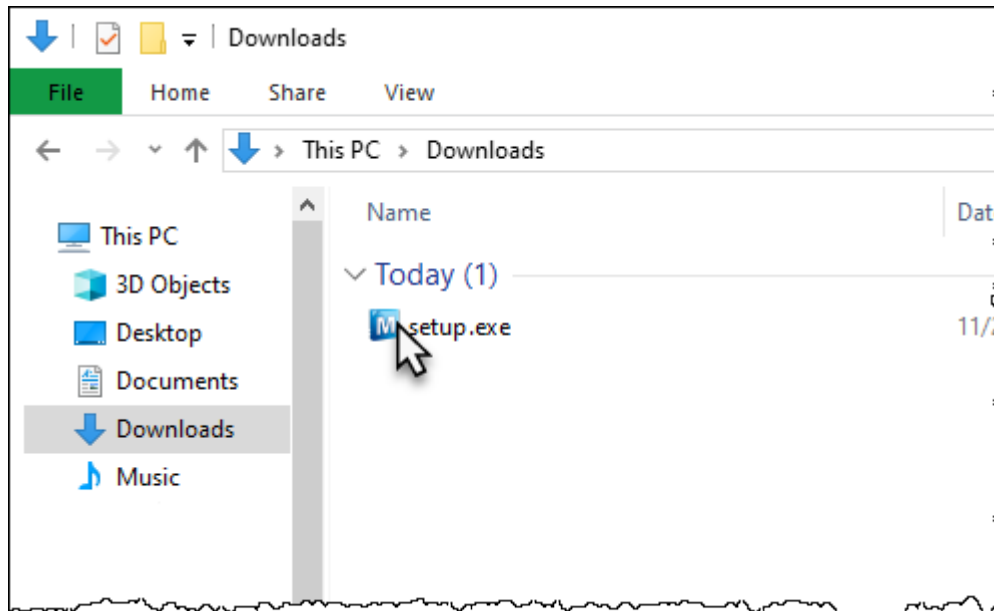 Downloads
File Home Share View
This PC > Downloads
Name
This PC
Today (1)
3D Objects
M setup.exe
Desktop
Documents
Downloads
Music